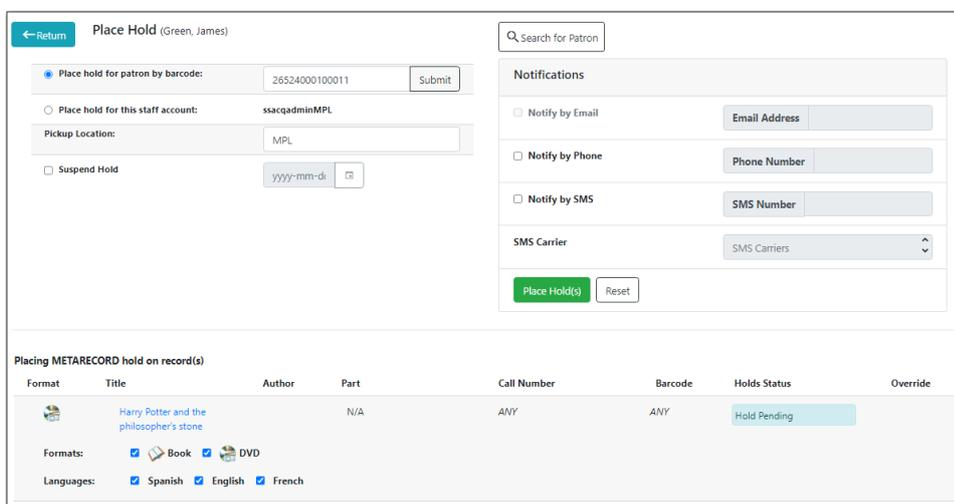 Return
Place Hold (Green, James)
Search for Patron
Place hold for patron by barcode:
26524000100011
Submit
Place hold for this staff account:
ssacqadminMPL
Pickup Location:
MPL
Suspend Hold
yyyy-mm-d
Notifications
Notify by Email
Email Address
Notify by Phone
Phone Number
Notify by SMS
SMS Number
SMS Carrier
SMS Carriers
Place Hold(s)
Reset
Placing METARECORD hold on record(s)
Format Title Author Part Call Number Barcode Holds Status Override
Harry Potter and the N/A ANY ANY Hold Pending
philosopher's stone
Formats: Book DVD
Languages: Spanish English French